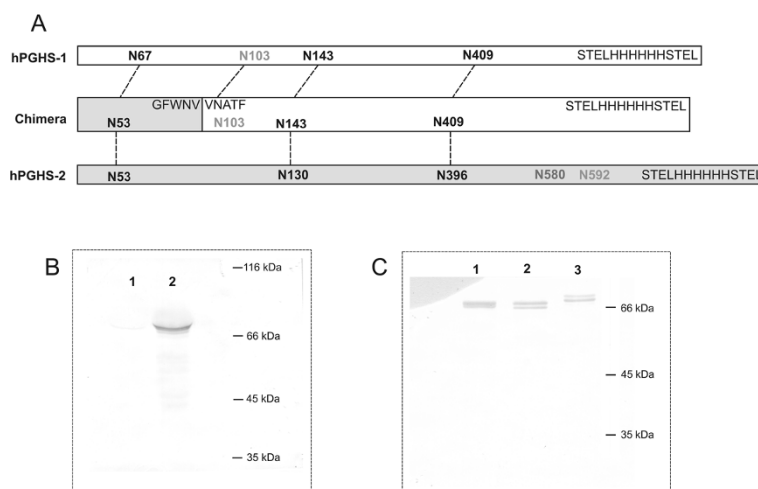 A
hPGHS-1
N67 N103 N143 N409 STELHHHHHHSTEL
Chimera
GFWNV VNATF STELHHHHHHSTEL
N53 N103 N143 N409
hPGHS-2
N53 N130 N396 N580 N592 STELHHHHHHSTEL
B
1 2
116 kDa
66 kDa
45 kDa
35 kDa
C
1 2 3
66 kDa
45 kDa
35 kDa